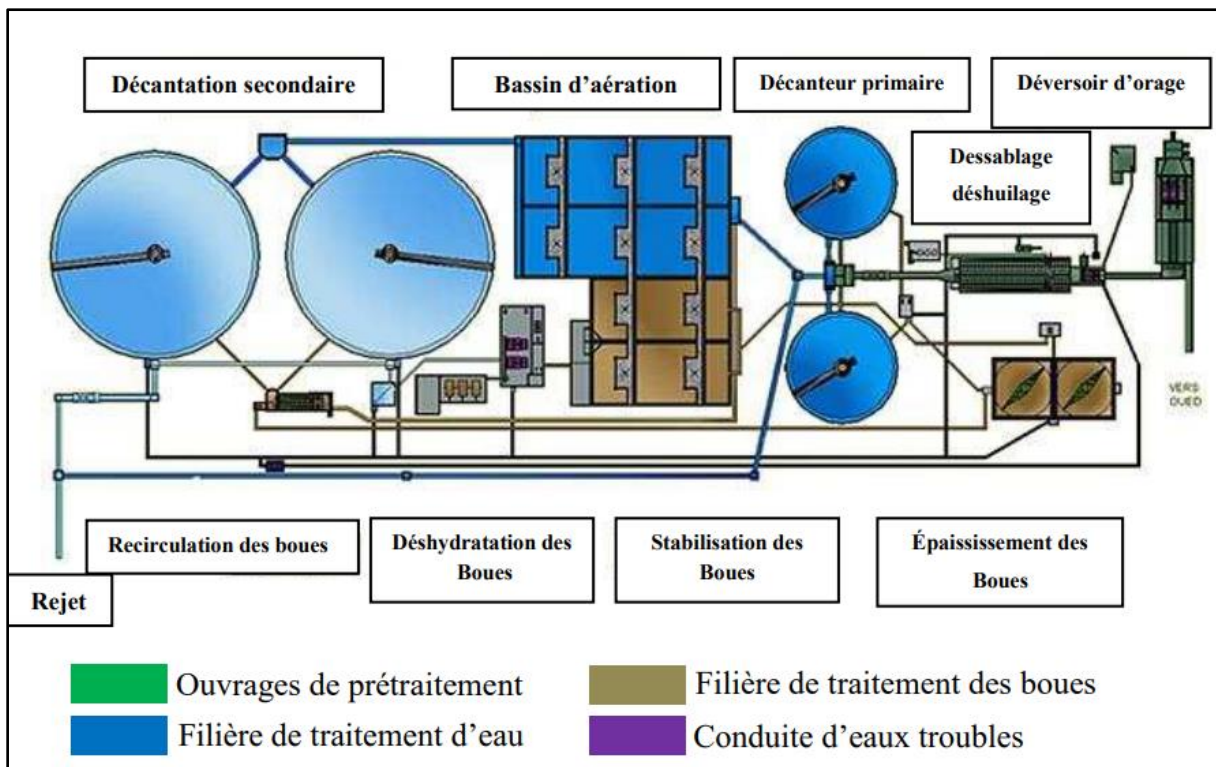 Décantation secondaire
Bassin d'aération
Décanteur primaire
Déversoir d'orage
Dessablage
déshuilage
VERS
OUED
Recirculation des boues
Déshydratation des
Boues
Stabilisation des
Boues
Épaississement des
Boues
Rejet
Ouvrages de prétraitement
Filière de traitement des boues
Filière de traitement d'eau
Conduite d'eaux troubles